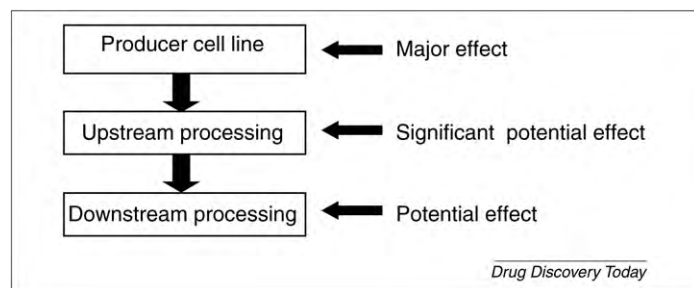 Producer cell line
Major effect
Upstream processing
Significant potential effect
Downstream processing
Potential effect
Drug Discovery Today